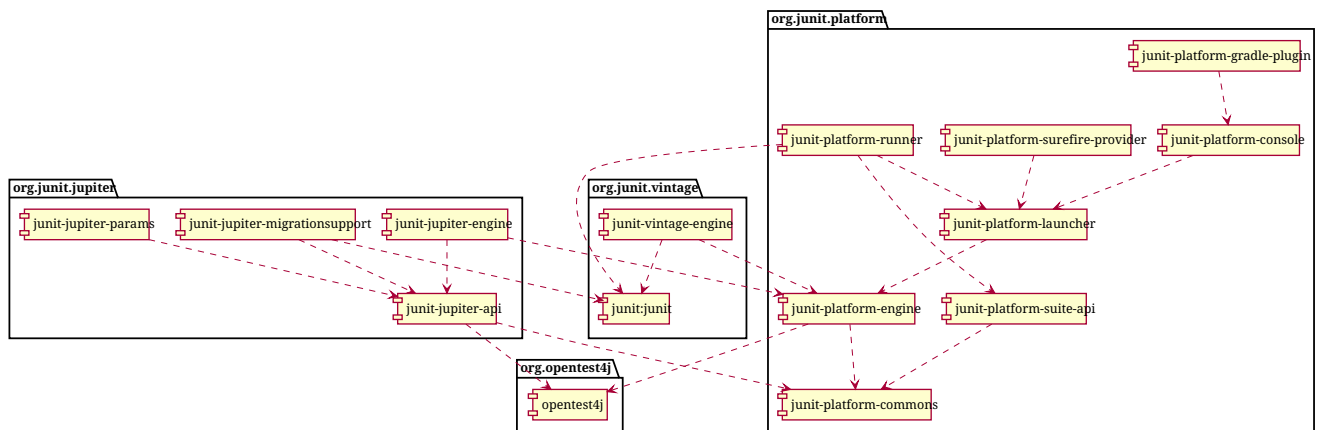 org.junit.platform
junit-platform-gradle-plugin
junit-platform-runner
junit-platform-surefire-provider
junit-platform-console
org.junit.jupiter
org.junit.vintage
junit-jupiter-params
junit-jupiter-migrationsupport
junit-jupiter-engine
junit-vintage-engine
junit-platform-launcher
junit-jupiter-api
junit:junit
junit-platform-engine
junit-platform-suite-api
org.opentest4j
opentest4j
junit-platform-commons